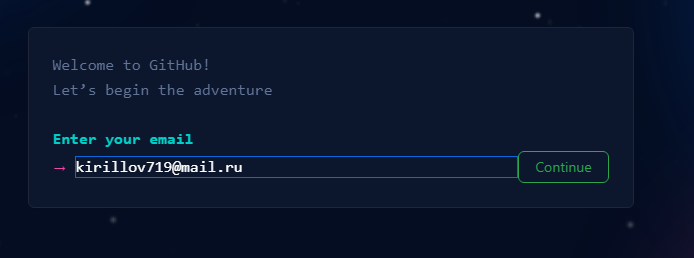 Welcome to GitHub!
Let’s begin the adventure
Enter your email
→ kirillov719@mail.ru Continue